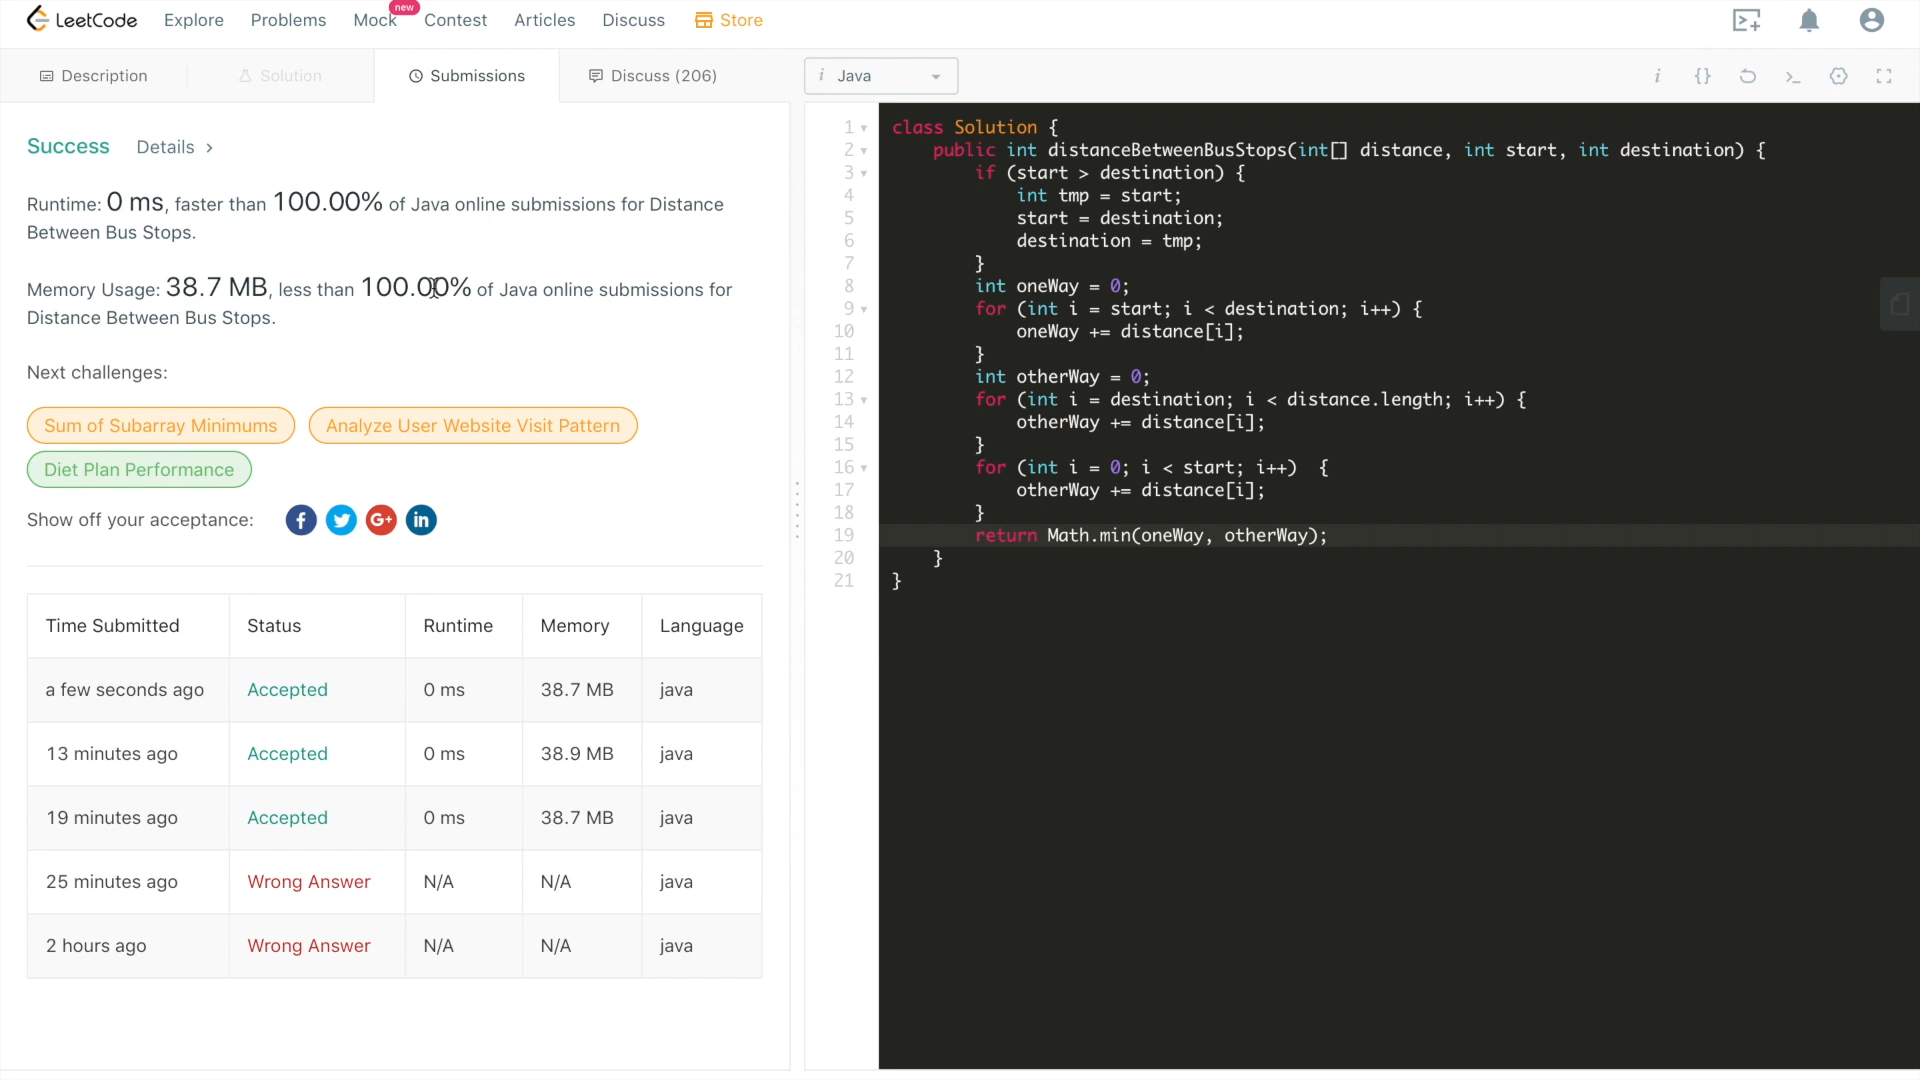 LeetCode Explore Problems Mock new Contest Articles Discuss Store
Description Solution Submissions Discuss (206) i Java
Success Details >
Runtime: 0 ms, faster than 100.00% of Java online submissions for Distance
Between Bus Stops.
Memory Usage: 38.7 MB, less than 100.00% of Java online submissions for
Distance Between Bus Stops.
Next challenges:
Sum of Subarray Minimums Analyze User Website Visit Pattern
Diet Plan Performance
Show off your acceptance: f G+ in
Time Submitted Status Runtime Memory Language
a few seconds ago Accepted 0 ms 38.7 MB java
13 minutes ago Accepted 0 ms 38.9 MB java
19 minutes ago Accepted 0 ms 38.7 MB java
25 minutes ago Wrong Answer N/A N/A java
2 hours ago Wrong Answer N/A N/A java
1 class Solution {
2 public int distanceBetweenBusStops(int[] distance, int start, int destination) {
3 if (start > destination) {
4 int tmp = start;
5 start = destination;
6 destination = tmp;
7 }
8 int oneWay = 0;
9 for (int i = start; i < destination; i++) {
10 oneWay += distance[i];
11 }
12 int otherWay = 0;
13 for (int i = destination; i < distance.length; i++) {
14 otherWay += distance[i];
15 }
16 for (int i = 0; i < start; i++)  {
17 otherWay += distance[i];
18 }
19 return Math.min(oneWay, otherWay);
20 }
21 }